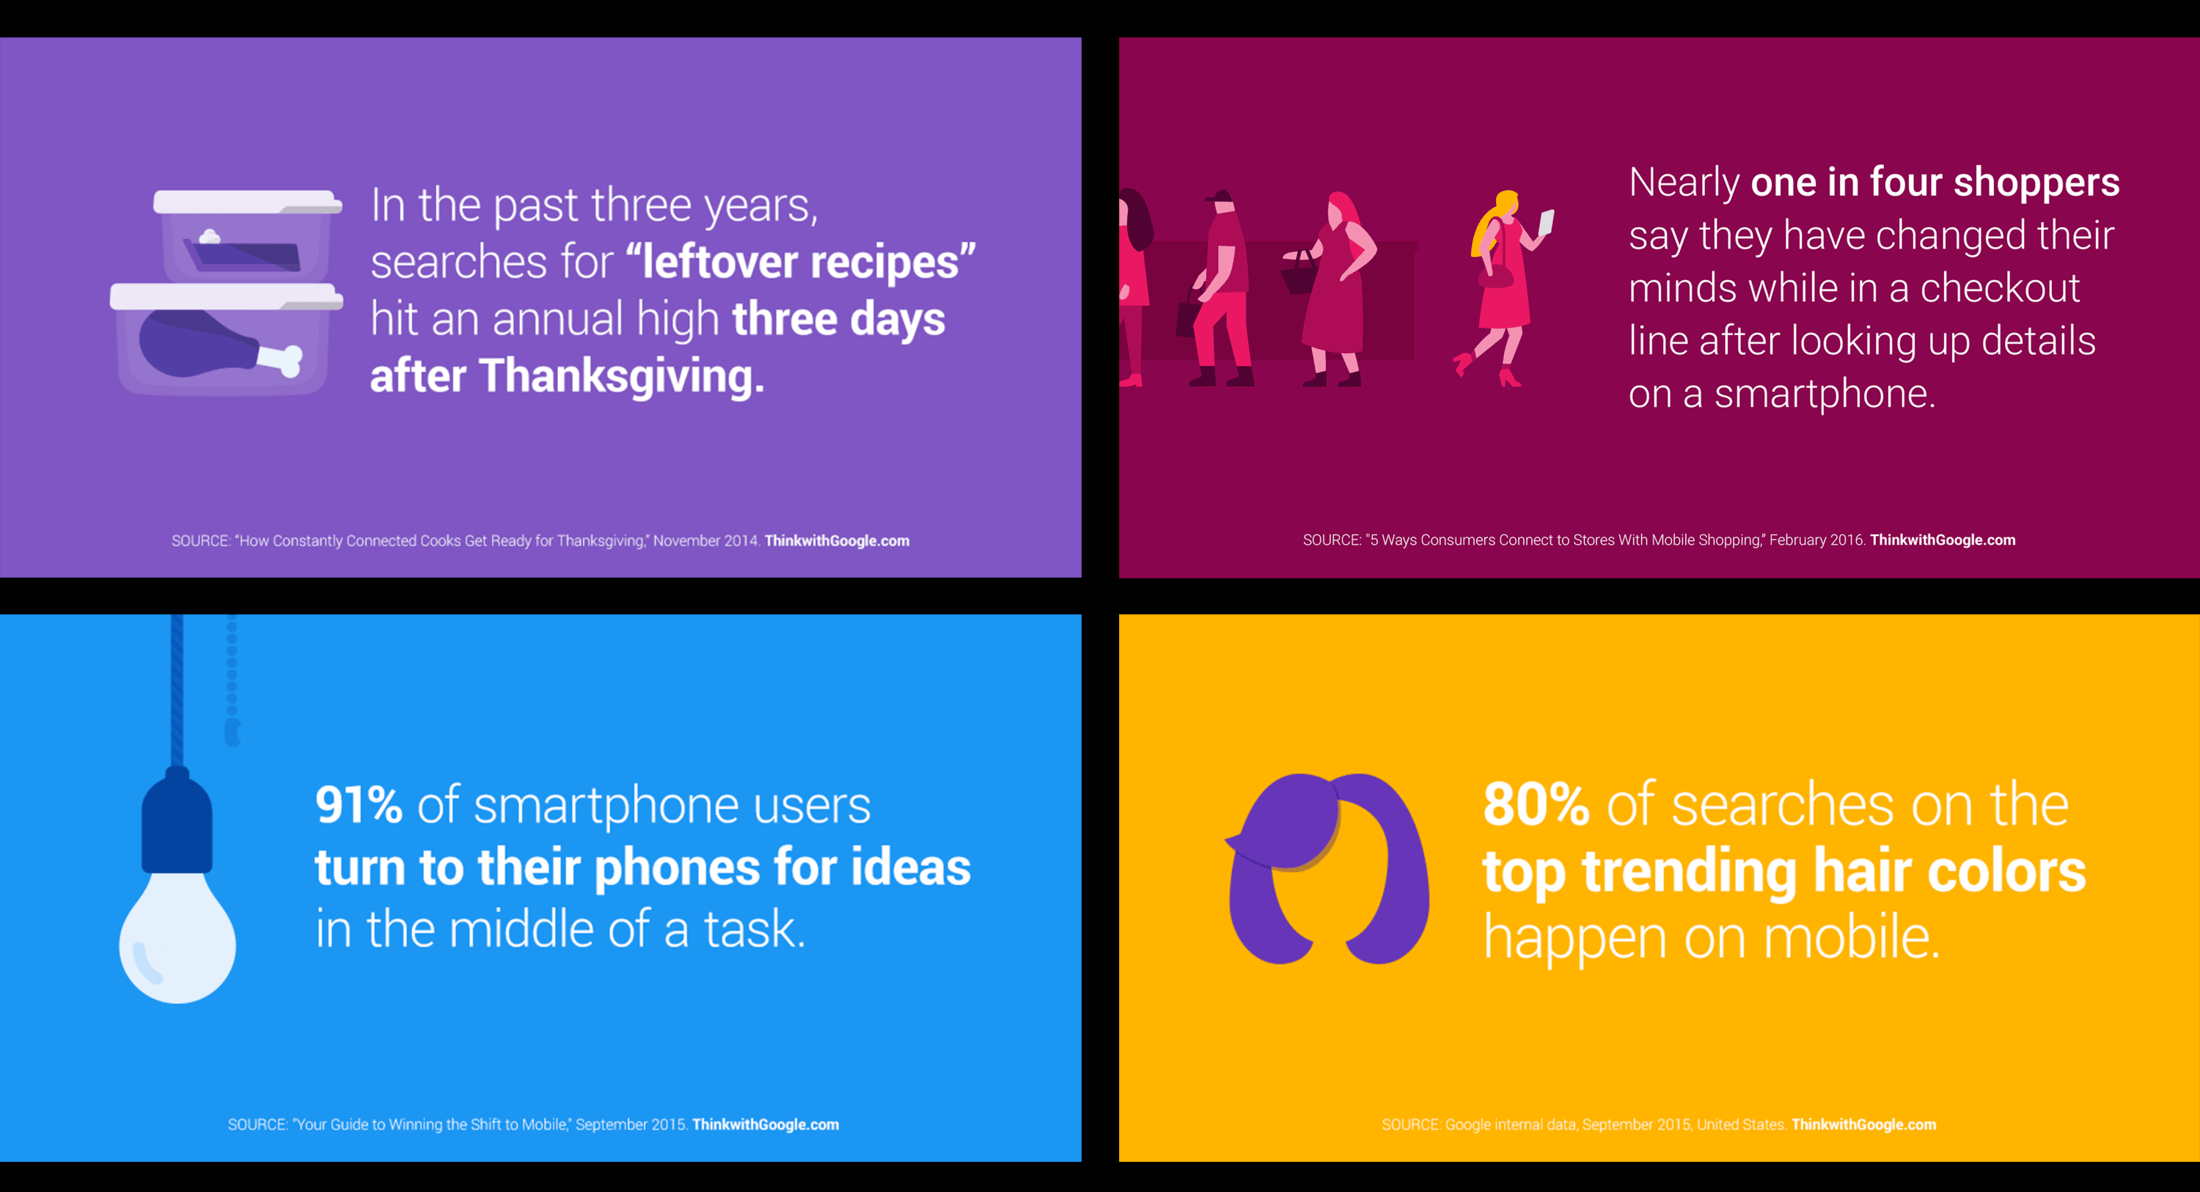 In the past three years,
searches for “leftover recipes”
hit an annual high three days
after Thanksgiving.
SOURCE: “How Constantly Connected Cooks Get Ready for Thanksgiving,” November 2014. ThinkwithGoogle.com
Nearly one in four shoppers
say they have changed their
minds while in a checkout
line after looking up details
on a smartphone.
SOURCE: "5 Ways Consumers Connect to Stores With Mobile Shopping,” February 2016. ThinkwithGoogle.com
91% of smartphone users
turn to their phones for ideas
in the middle of a task.
SOURCE: “Your Guide to Winning the Shift to Mobile,” September 2015. ThinkwithGoogle.com
80% of searches on the
top trending hair colors
happen on mobile.
SOURCE: Google internal data, September 2015, United States. ThinkwithGoogle.com